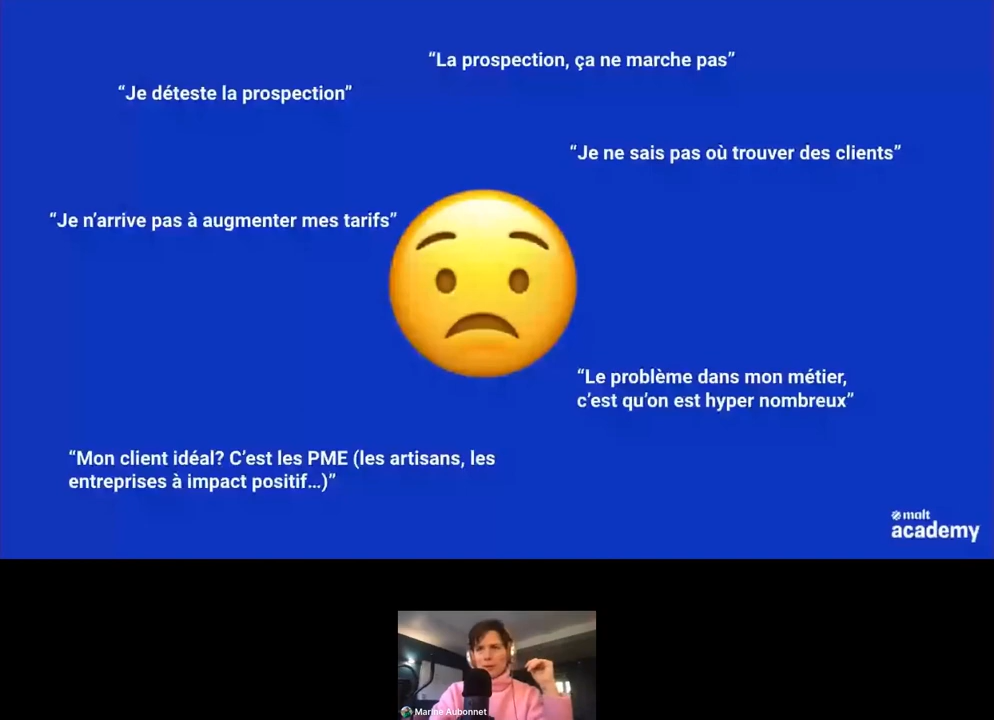 “La prospection, ça ne marche pas”
“Je déteste la prospection”
“Je ne sais pas où trouver des clients”
“Je n’arrive pas à augmenter mes tarifs”
“Le problème dans mon métier,
c’est qu’on est hyper nombreux”
“Mon client idéal? C’est les PME (les artisans, les
entreprises à impact positif…)”
malt
academy
Marine Aubonnet